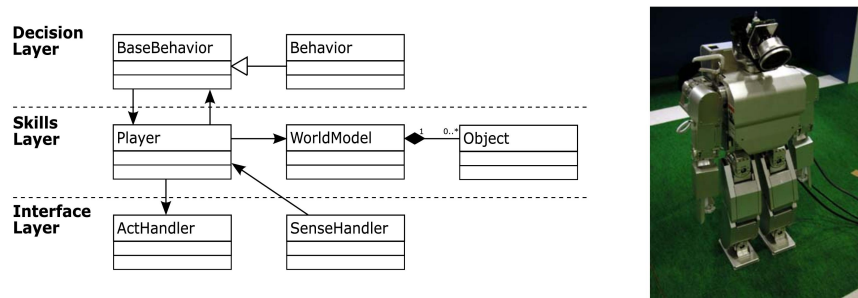 Decision
Layer
BaseBehavior
Behavior
Skills
Layer
Player
WorldModel
1
0..*
Object
Interface
Layer
ActHandler
SenseHandler